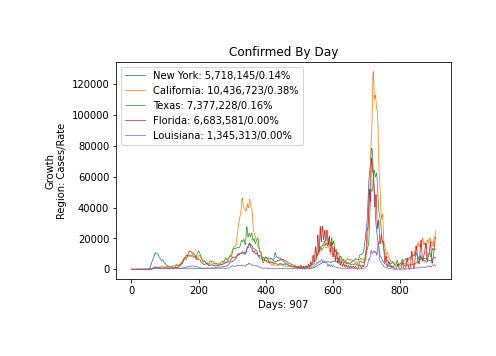 Confirmed By Day
New York: 5,718,145/0.14%
California: 10,436,723/0.38%
Texas: 7,377,228/0.16%
Florida: 6,683,581/0.00%
Louisiana: 1,345,313/0.00%
120000
100000
80000
60000
40000
20000
0
Growth
Region: Cases/Rate
0 200 400 600 800
Days: 907